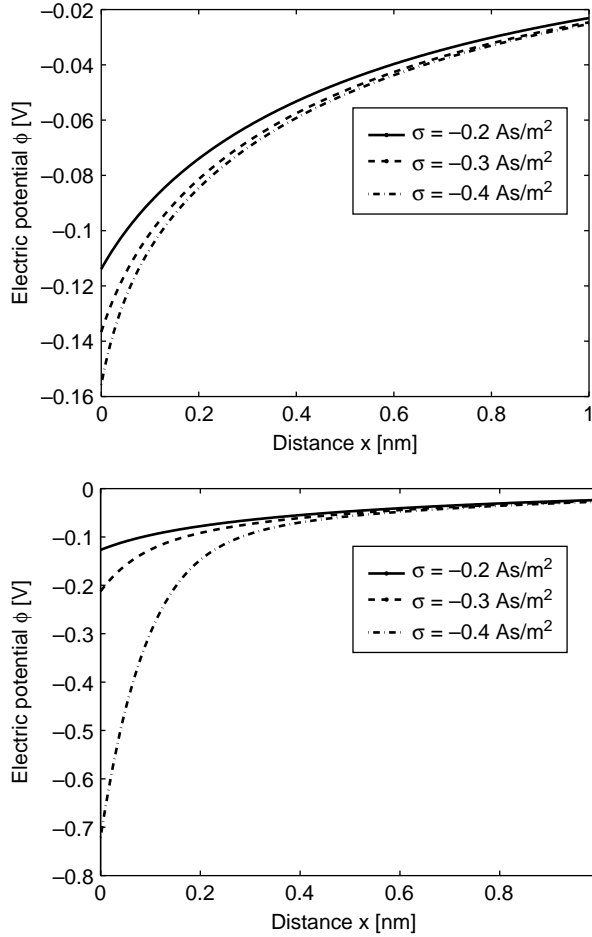 −0.02
−0.04
−0.06
−0.08
−0.1
−0.12
−0.14
−0.16
Electric potential ϕ [V]
σ = −0.2 As/m²
σ = −0.3 As/m²
σ = −0.4 As/m²
0 0.2 0.4 0.6 0.8 1
Distance x [nm]
0
−0.1
−0.2
−0.3
−0.4
−0.5
−0.6
−0.7
−0.8
Electric potential ϕ [V]
σ = −0.2 As/m²
σ = −0.3 As/m²
σ = −0.4 As/m²
0 0.2 0.4 0.6 0.8
Distance x [nm]